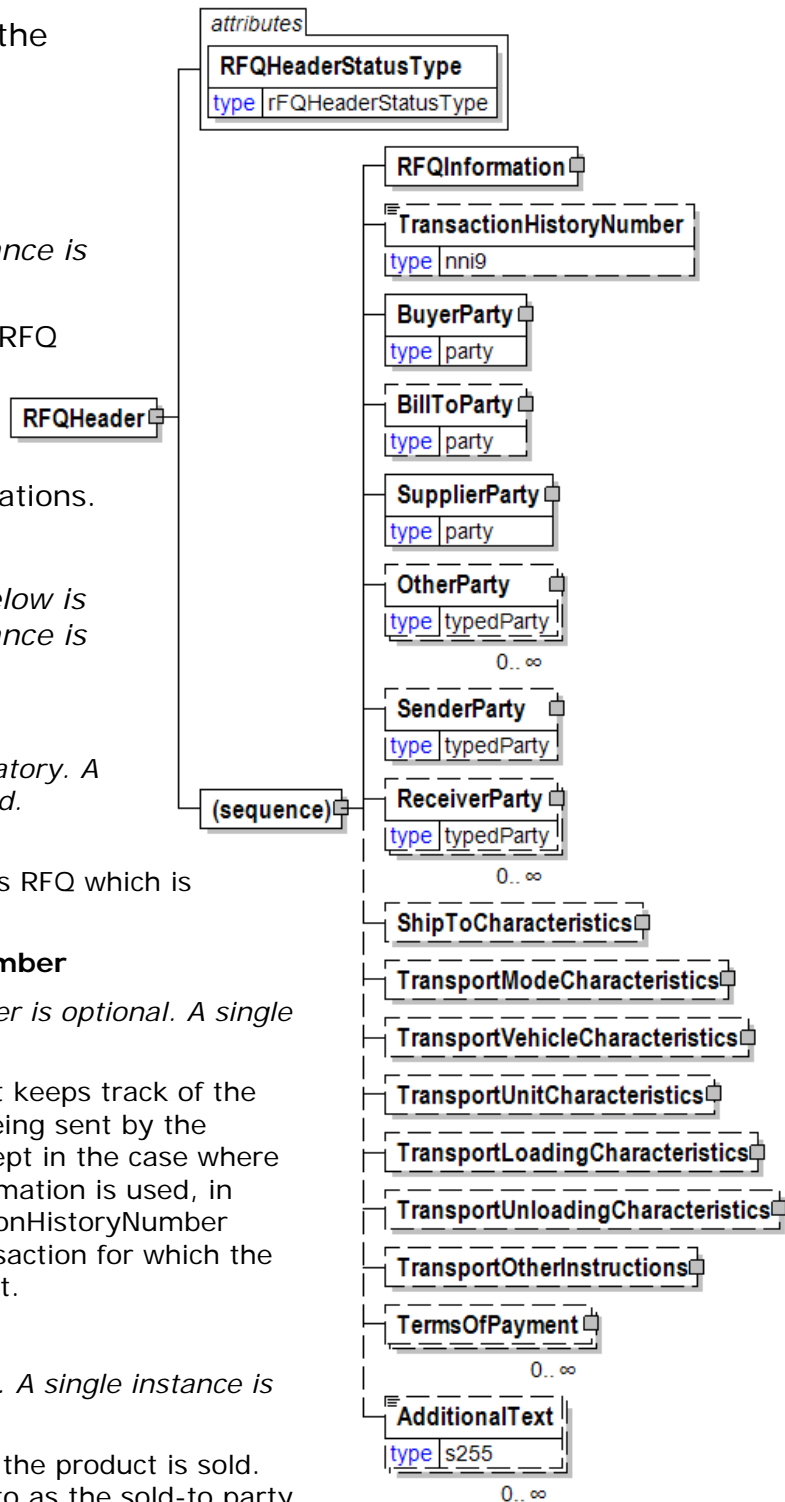 the
ance is
RFQ
ations.
elow is
ance is
atory. A
d.
s RFQ which is
mber
er is optional. A single
t keeps track of the
eing sent by the
ept in the case where
rmation is used, in
onHistoryNumber
saction for which the
t.
. A single instance is
the product is sold.
to as the sold-to party
attributes
RFQHeaderStatusType
type rFQHeaderStatusType
RFQHeader
(sequence)
RFQInformation
TransactionHistoryNumber
type nni9
BuyerParty
type party
BillToParty
type party
SupplierParty
type party
OtherParty
type typedParty
0.. ∞
SenderParty
type typedParty
ReceiverParty
type typedParty
0.. ∞
ShipToCharacteristics
TransportModeCharacteristics
TransportVehicleCharacteristics
TransportUnitCharacteristics
TransportLoadingCharacteristics
TransportUnloadingCharacteristics
TransportOtherInstructions
TermsOfPayment
0.. ∞
AdditionalText
type s255
0.. ∞